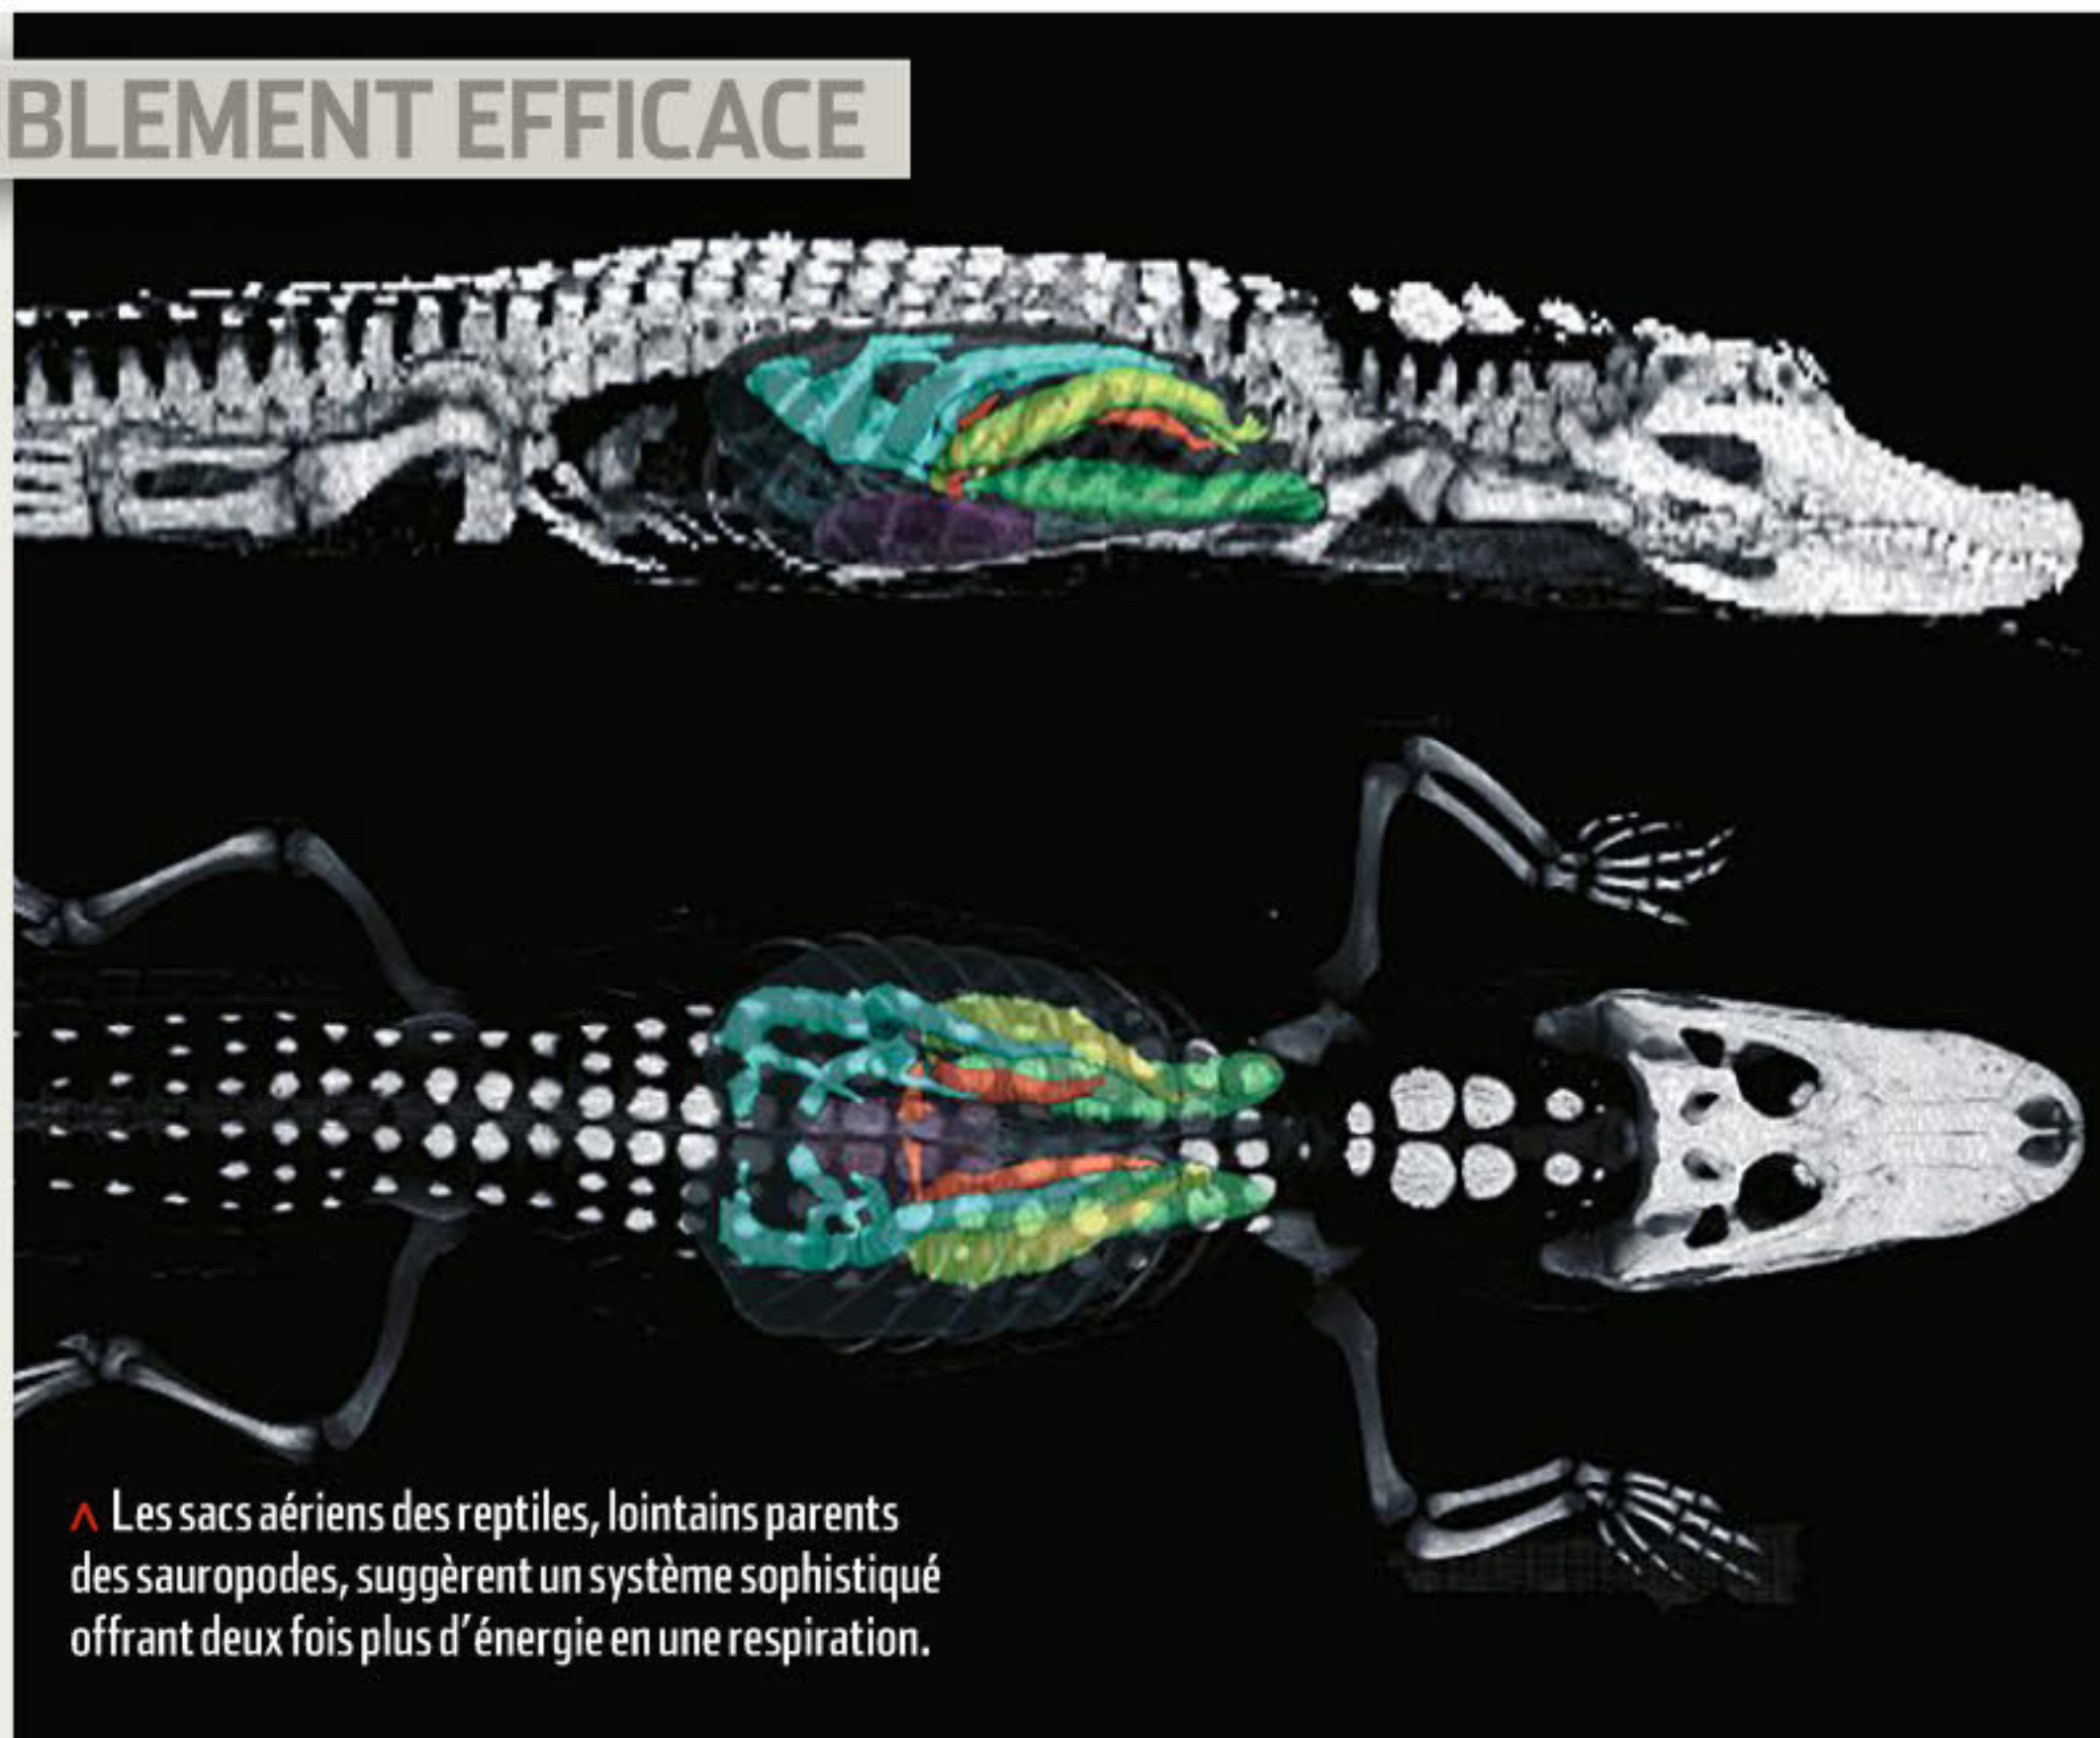 BLEMENT EFFICACE
^ Les sacs aériens des reptiles, lointains parents
des sauropodes, suggèrent un système sophistiqué
offrant deux fois plus d'énergie en une respiration.